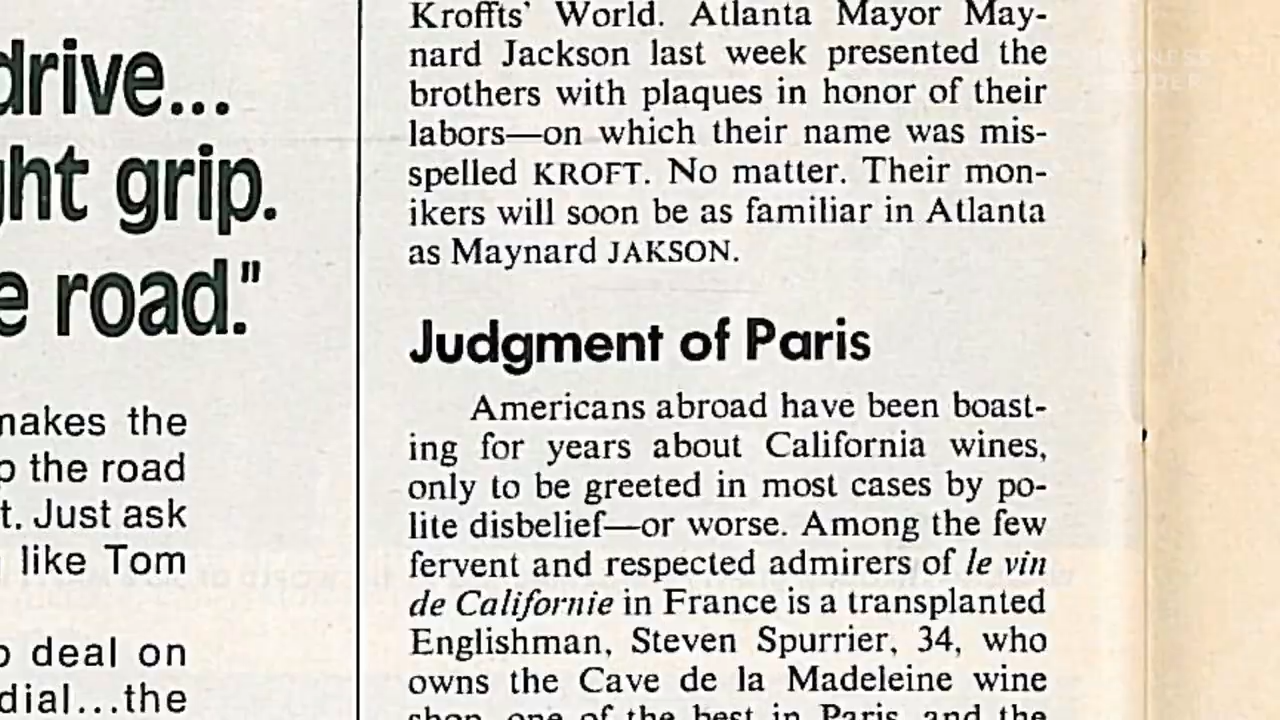 drive...
grip.
road."
makes the
the road
Just ask
like Tom
deal on
dial...the
Kroffts' World. Atlanta Mayor May-
nard Jackson last week presented the
brothers with plaques in honor of their
labors—on which their name was mis-
spelled KROFT. No matter. Their mon-
ikers will soon be as familiar in Atlanta
as Maynard JAKSON.
Judgment of Paris
Americans abroad have been boast-
ing for years about California wines,
only to be greeted in most cases by po-
lite disbelief—or worse. Among the few
fervent and respected admirers of le vin
de Californie in France is a transplanted
Englishman, Steven Spurrier, 34, who
owns the Cave de la Madeleine wine
shop, one of the best in Paris, and the